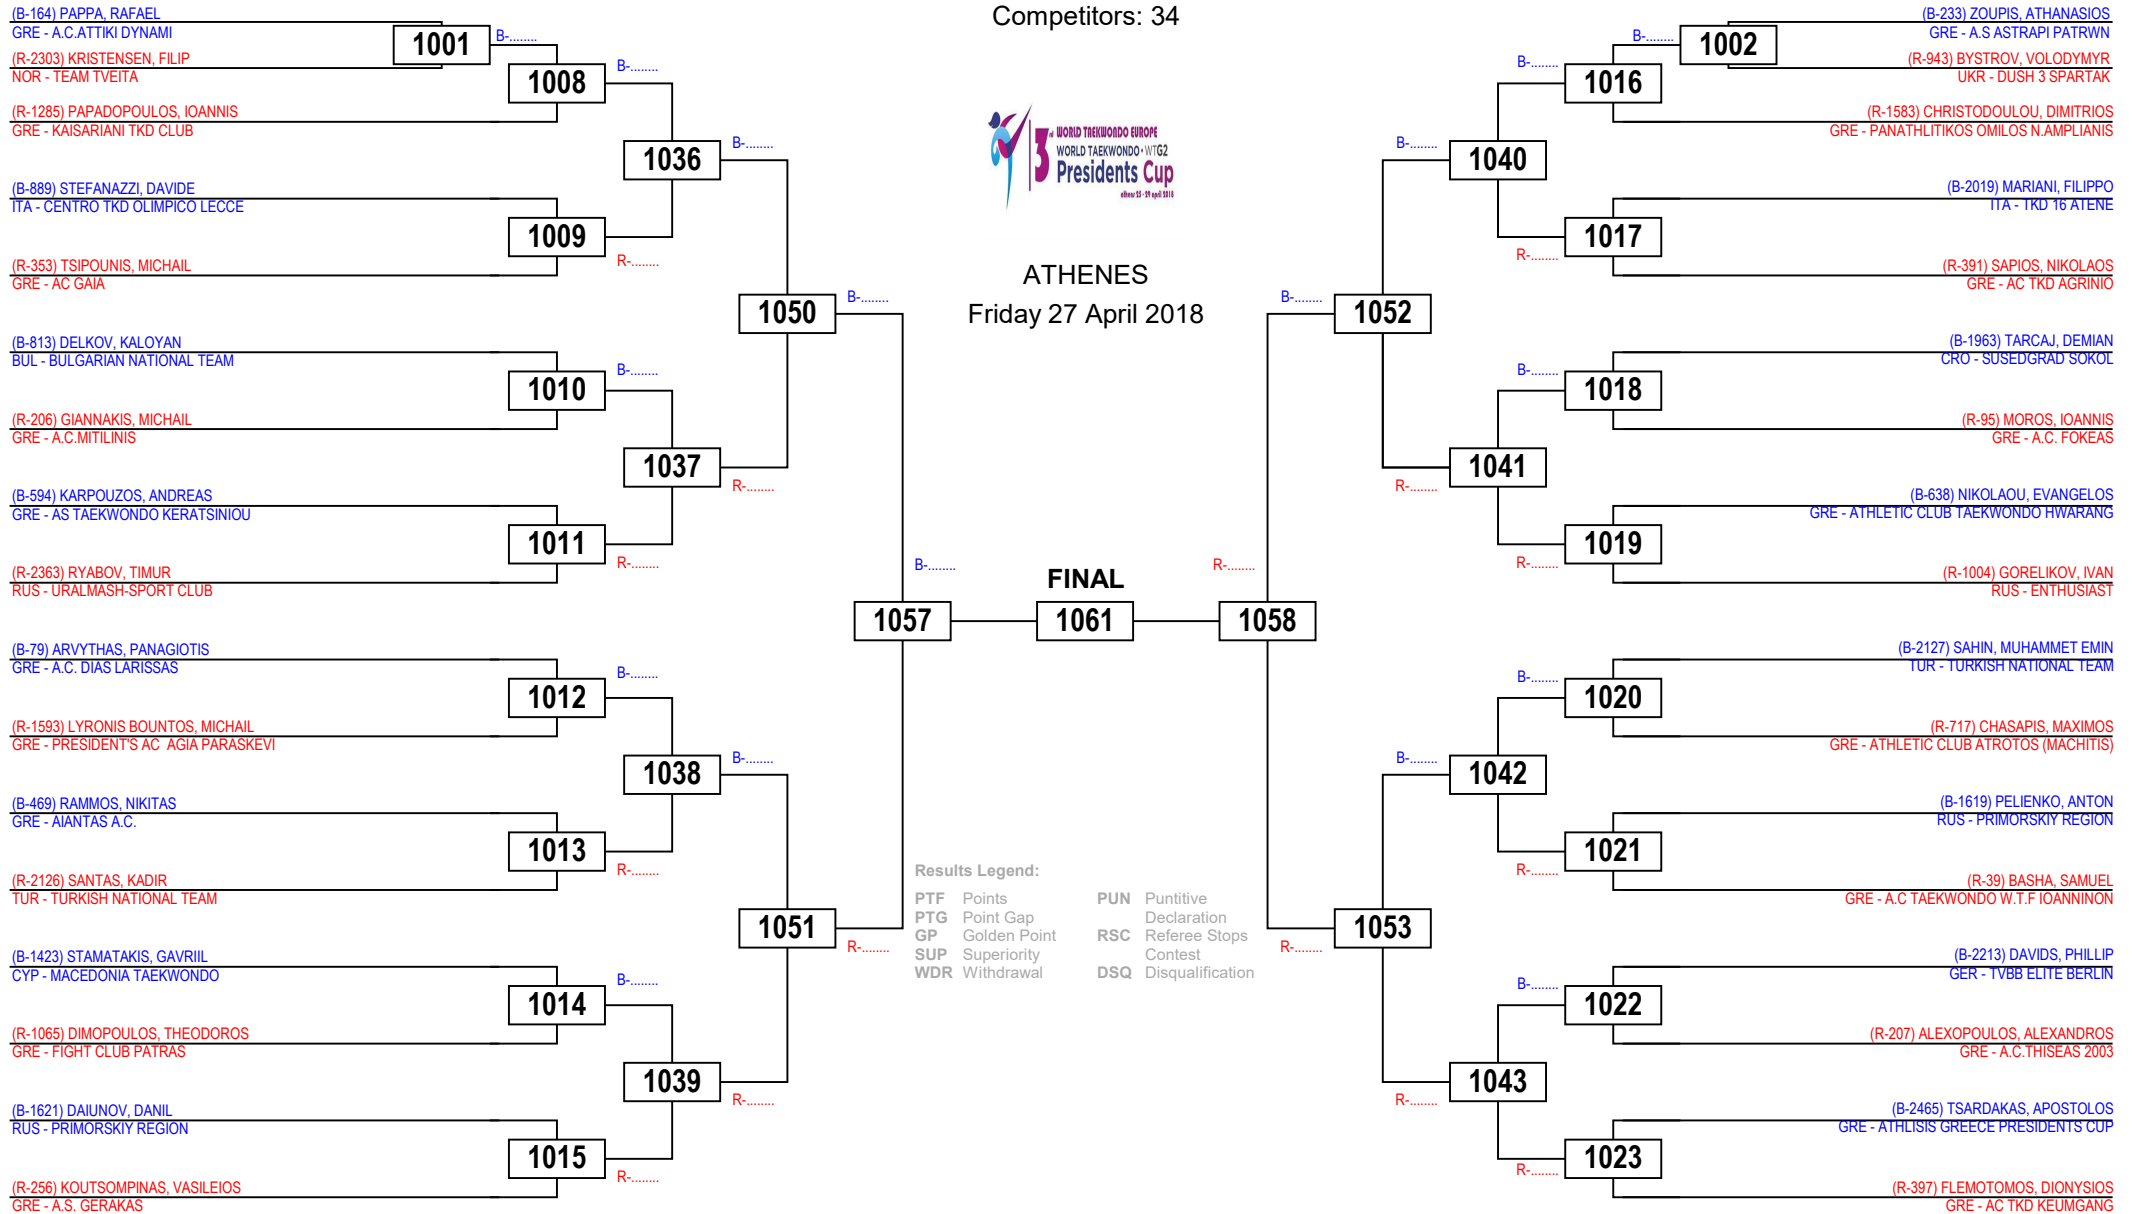 Competitors: 34
3rd WORLD TAEKWONDO EUROPE
WORLD TAEKWONDO • WTG2
Presidents Cup
athens 25 - 29 april 2018
ATHENES
Friday 27 April 2018
(B-164) PAPPA, RAFAEL
GRE - A.C.ATTIKI DYNAMI
(R-2303) KRISTENSEN, FILIP
NOR - TEAM TVEITA
(R-1285) PAPADOPOULOS, IOANNIS
GRE - KAISARIANI TKD CLUB
(B-889) STEFANAZZI, DAVIDE
ITA - CENTRO TKD OLIMPICO LECCE
(R-353) TSIPOUNIS, MICHAIL
GRE - AC GAIA
(B-813) DELKOV, KALOYAN
BUL - BULGARIAN NATIONAL TEAM
(R-206) GIANNAKIS, MICHAIL
GRE - A.C.MITILINIS
(B-594) KARPOUZOS, ANDREAS
GRE - AS TAEKWONDO KERATSINIOU
(R-2363) RYABOV, TIMUR
RUS - URALMASH-SPORT CLUB
(B-79) ARVYTHAS, PANAGIOTIS
GRE - A.C. DIAS LARISSAS
(R-1593) LYRONIS BOUNTOS, MICHAIL
GRE - PRESIDENT'S AC  AGIA PARASKEVI
(B-469) RAMMOS, NIKITAS
GRE - AIANTAS A.C.
(R-2126) SANTAS, KADIR
TUR - TURKISH NATIONAL TEAM
(B-1423) STAMATAKIS, GAVRIIL
CYP - MACEDONIA TAEKWONDO
(R-1065) DIMOPOULOS, THEODOROS
GRE - FIGHT CLUB PATRAS
(B-1621) DAIUNOV, DANIL
RUS - PRIMORSKIY REGION
(R-256) KOUTSOMPINAS, VASILEIOS
GRE - A.S. GERAKAS
1001
B-........
1008
B-........
1009
R-........
1010
B-........
1011
R-........
1012
B-........
1013
R-........
1014
B-........
1015
R-........
1036
B-........
1037
R-........
1038
B-........
1039
R-........
1050
B-........
1051
R-........
1057
B-........
FINAL
1061
R-........
1058
B-........
1052
R-........
1053
B-........
1040
R-........
1041
B-........
1042
R-........
1043
B-........
1016
R-........
1017
B-........
1018
R-........
1019
B-........
1020
R-........
1021
B-........
1022
R-........
1023
B-........
1002
(B-233) ZOUPIS, ATHANASIOS
GRE - A.S ASTRAPI PATRWN
(R-943) BYSTROV, VOLODYMYR
UKR - DUSH 3 SPARTAK
(R-1583) CHRISTODOULOU, DIMITRIOS
GRE - PANATHLITIKOS OMILOS N.AMPLIANIS
(B-2019) MARIANI, FILIPPO
ITA - TKD 16 ATENE
(R-391) SAPIOS, NIKOLAOS
GRE - AC TKD AGRINIO
(B-1963) TARCAJ, DEMIAN
CRO - SUSEDGRAD SOKOL
(R-95) MOROS, IOANNIS
GRE - A.C. FOKEAS
(B-638) NIKOLAOU, EVANGELOS
GRE - ATHLETIC CLUB TAEKWONDO HWARANG
(R-1004) GORELIKOV, IVAN
RUS - ENTHUSIAST
(B-2127) SAHIN, MUHAMMET EMIN
TUR - TURKISH NATIONAL TEAM
(R-717) CHASAPIS, MAXIMOS
GRE - ATHLETIC CLUB ATROTOS (MACHITIS)
(B-1619) PELIENKO, ANTON
RUS - PRIMORSKIY REGION
(R-39) BASHA, SAMUEL
GRE - A.C TAEKWONDO W.T.F IOANNINON
(B-2213) DAVIDS, PHILLIP
GER - TVBB ELITE BERLIN
(R-207) ALEXOPOULOS, ALEXANDROS
GRE - A.C.THISEAS 2003
(B-2465) TSARDAKAS, APOSTOLOS
GRE - ATHLISIS GREECE PRESIDENTS CUP
(R-397) FLEMOTOMOS, DIONYSIOS
GRE - AC TKD KEUMGANG
Results Legend:
PTF Points
PTG Point Gap
GP Golden Point
SUP Superiority
WDR Withdrawal
PUN Puntitive
Declaration
RSC Referee Stops
Contest
DSQ Disqualification